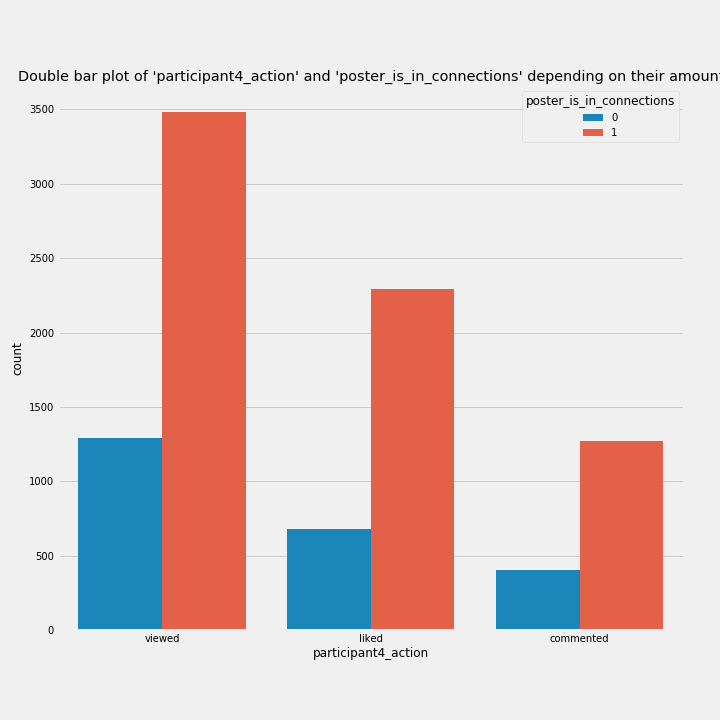 Double bar plot of 'participant4_action' and 'poster_is_in_connections' depending on their amount
poster_is_in_connections
0
1
3500
3000
2500
2000
1500
1000
500
0
count
viewed liked commented
participant4_action